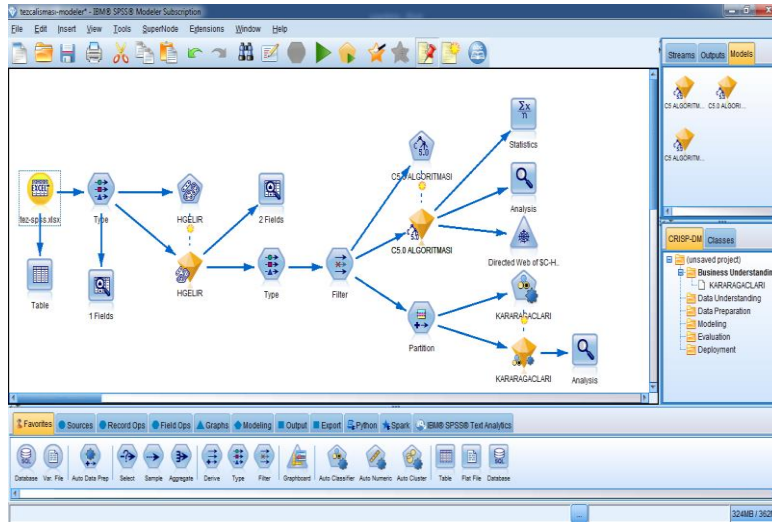 tezcalismasi-modeler* - IBM® SPSS® Modeler Subscription
File Edit Insert View Tools SuperNode Extensions Window Help
Streams Outputs Models
C5 ALGORITM... C5.0 ALGORI...
C5 ALGORITM...
Σx
n
Statistics
5.0
C5.0 ALGORITMASI
EXCEL
tez-spss.xlsx
Type
HGELIR
2 Fields
Analysis
C5.0 ALGORITMASI
Directed Web of $C-H...
HGELIR
Type
Filter
Table
1 Fields
Partition
KARARAGACLARI
KARARAGACLARI
Analysis
CRISP-DM Classes
(unsaved project)
Business Understandin
KARARAGACLARI
Data Understanding
Data Preparation
Modeling
Evaluation
Deployment
Favorites Sources Record Ops Field Ops Graphs Modeling Output Export Python Spark IBM® SPSS® Text Analytics
Database Var. File Auto Data Prep Select Sample Aggregate Derive Type Filter Graphboard Auto Classifier Auto Numeric Auto Cluster Table Flat File Database
...
324MB / 362M